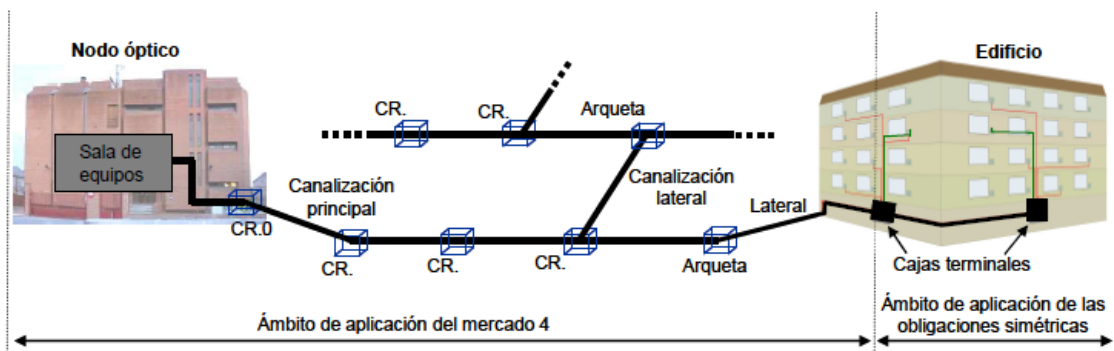 Nodo óptico
Edificio
CR.
CR.
Arqueta
Sala de
equipos
Canalización
principal
Canalización
lateral
Lateral
CR.0
CR.
CR.
CR.
Arqueta
Cajas terminales
Ámbito de aplicación del mercado 4
Ámbito de aplicación de las
obligaciones simétricas